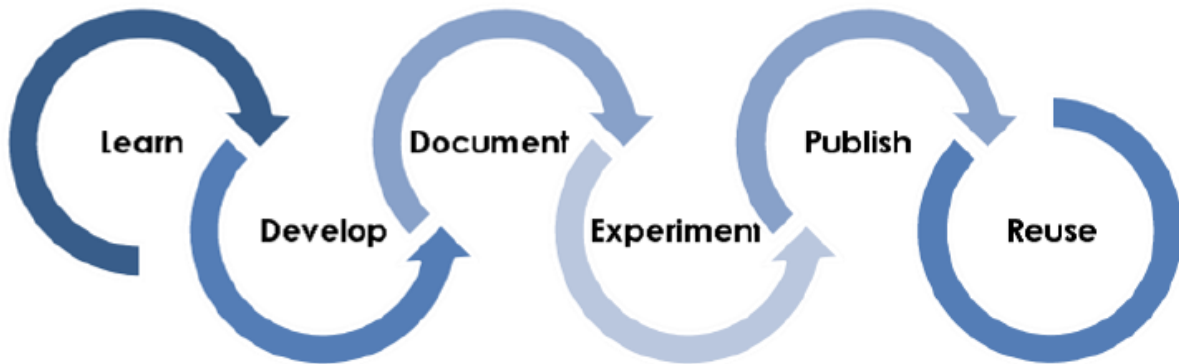 Learn
Develop
Document
Experiment
Publish
Reuse